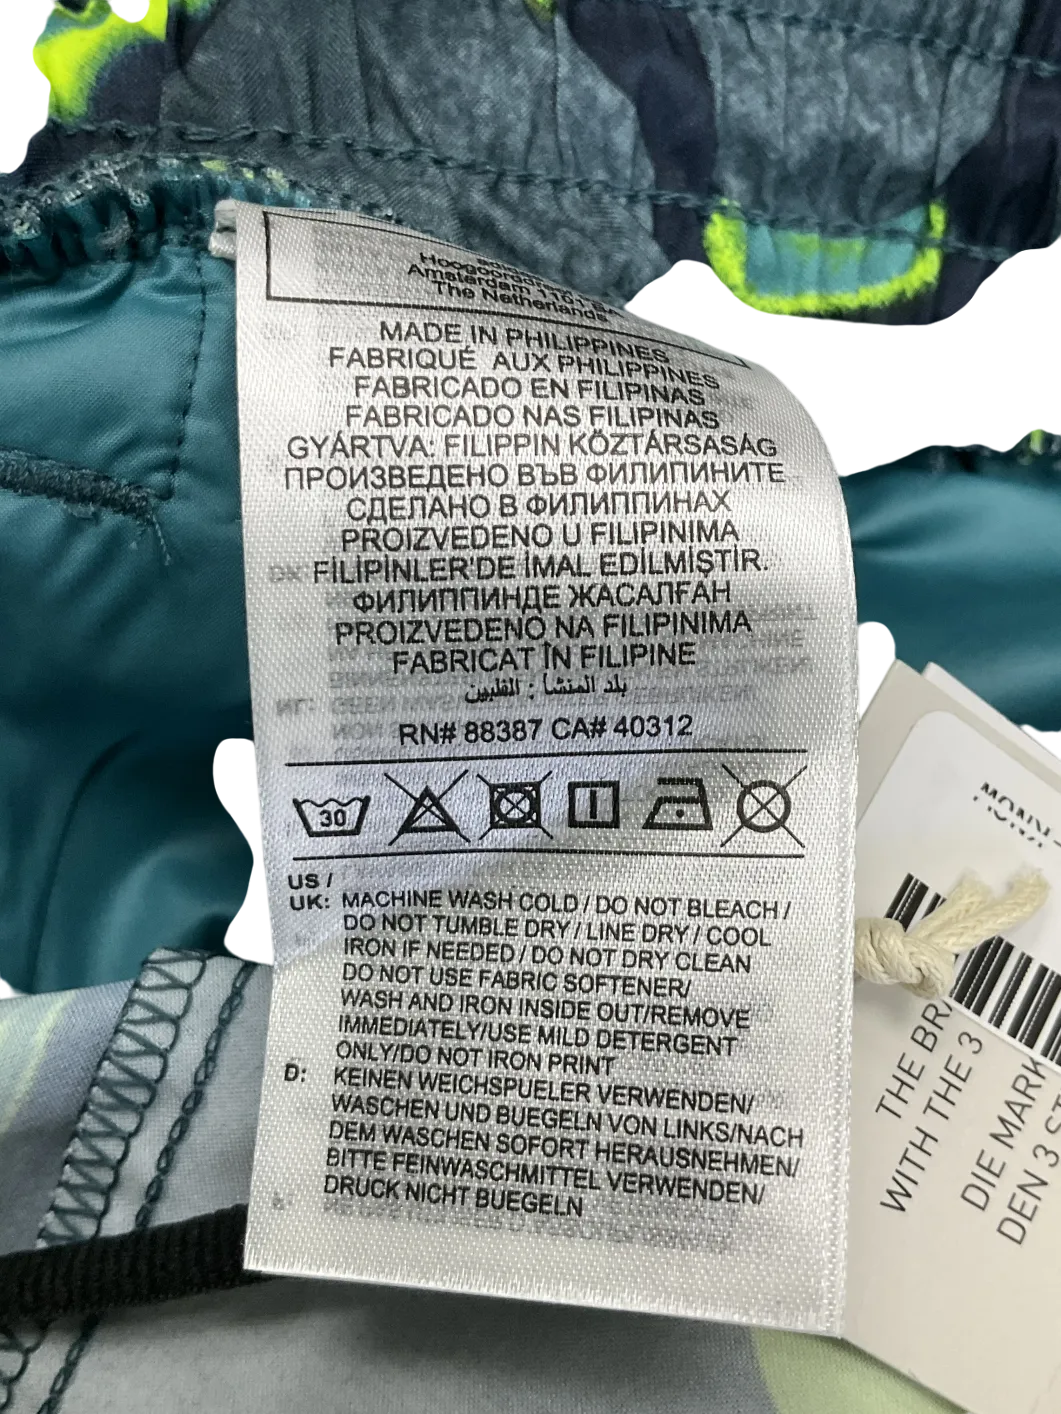 Amsterdam
The Netherlands
MADE IN PHILIPPINES
FABRIQUÉ AUX PHILIPPINES
FABRICADO EN FILIPINAS
FABRICADO NAS FILIPINAS
GYÁRTVA: FILIPPIN KÖZTÁRSASÁG
ПРОИЗВЕДЕНО ВЪВ ФИЛИПИНИТЕ
СДЕЛАНО В ФИЛИППИНАХ
PROIZVEDENO U FILIPINIMA
FİLİPİNLER'DE İMAL EDİLMİŞTİR.
ФИЛИППИНДЕ ЖАСАЛҒАН
PROIZVEDENO NA FILIPINIMA
FABRICAT ÎN FILIPINE
بلد المنشأ : الفلبين
RN# 88387 CA# 40312
30
US /
UK: MACHINE WASH COLD / DO NOT BLEACH /
DO NOT TUMBLE DRY / LINE DRY / COOL
IRON IF NEEDED / DO NOT DRY CLEAN
DO NOT USE FABRIC SOFTENER/
WASH AND IRON INSIDE OUT/REMOVE
IMMEDIATELY/USE MILD DETERGENT
ONLY/DO NOT IRON PRINT
D: KEINEN WEICHSPUELER VERWENDEN/
WASCHEN UND BUEGELN VON LINKS/NACH
DEM WASCHEN SOFORT HERAUSNEHMEN/
BITTE FEINWASCHMITTEL VERWENDEN/
DRUCK NICHT BUEGELN
THE BRA
WITH THE 3
DIE MARK
DEN 3 ST